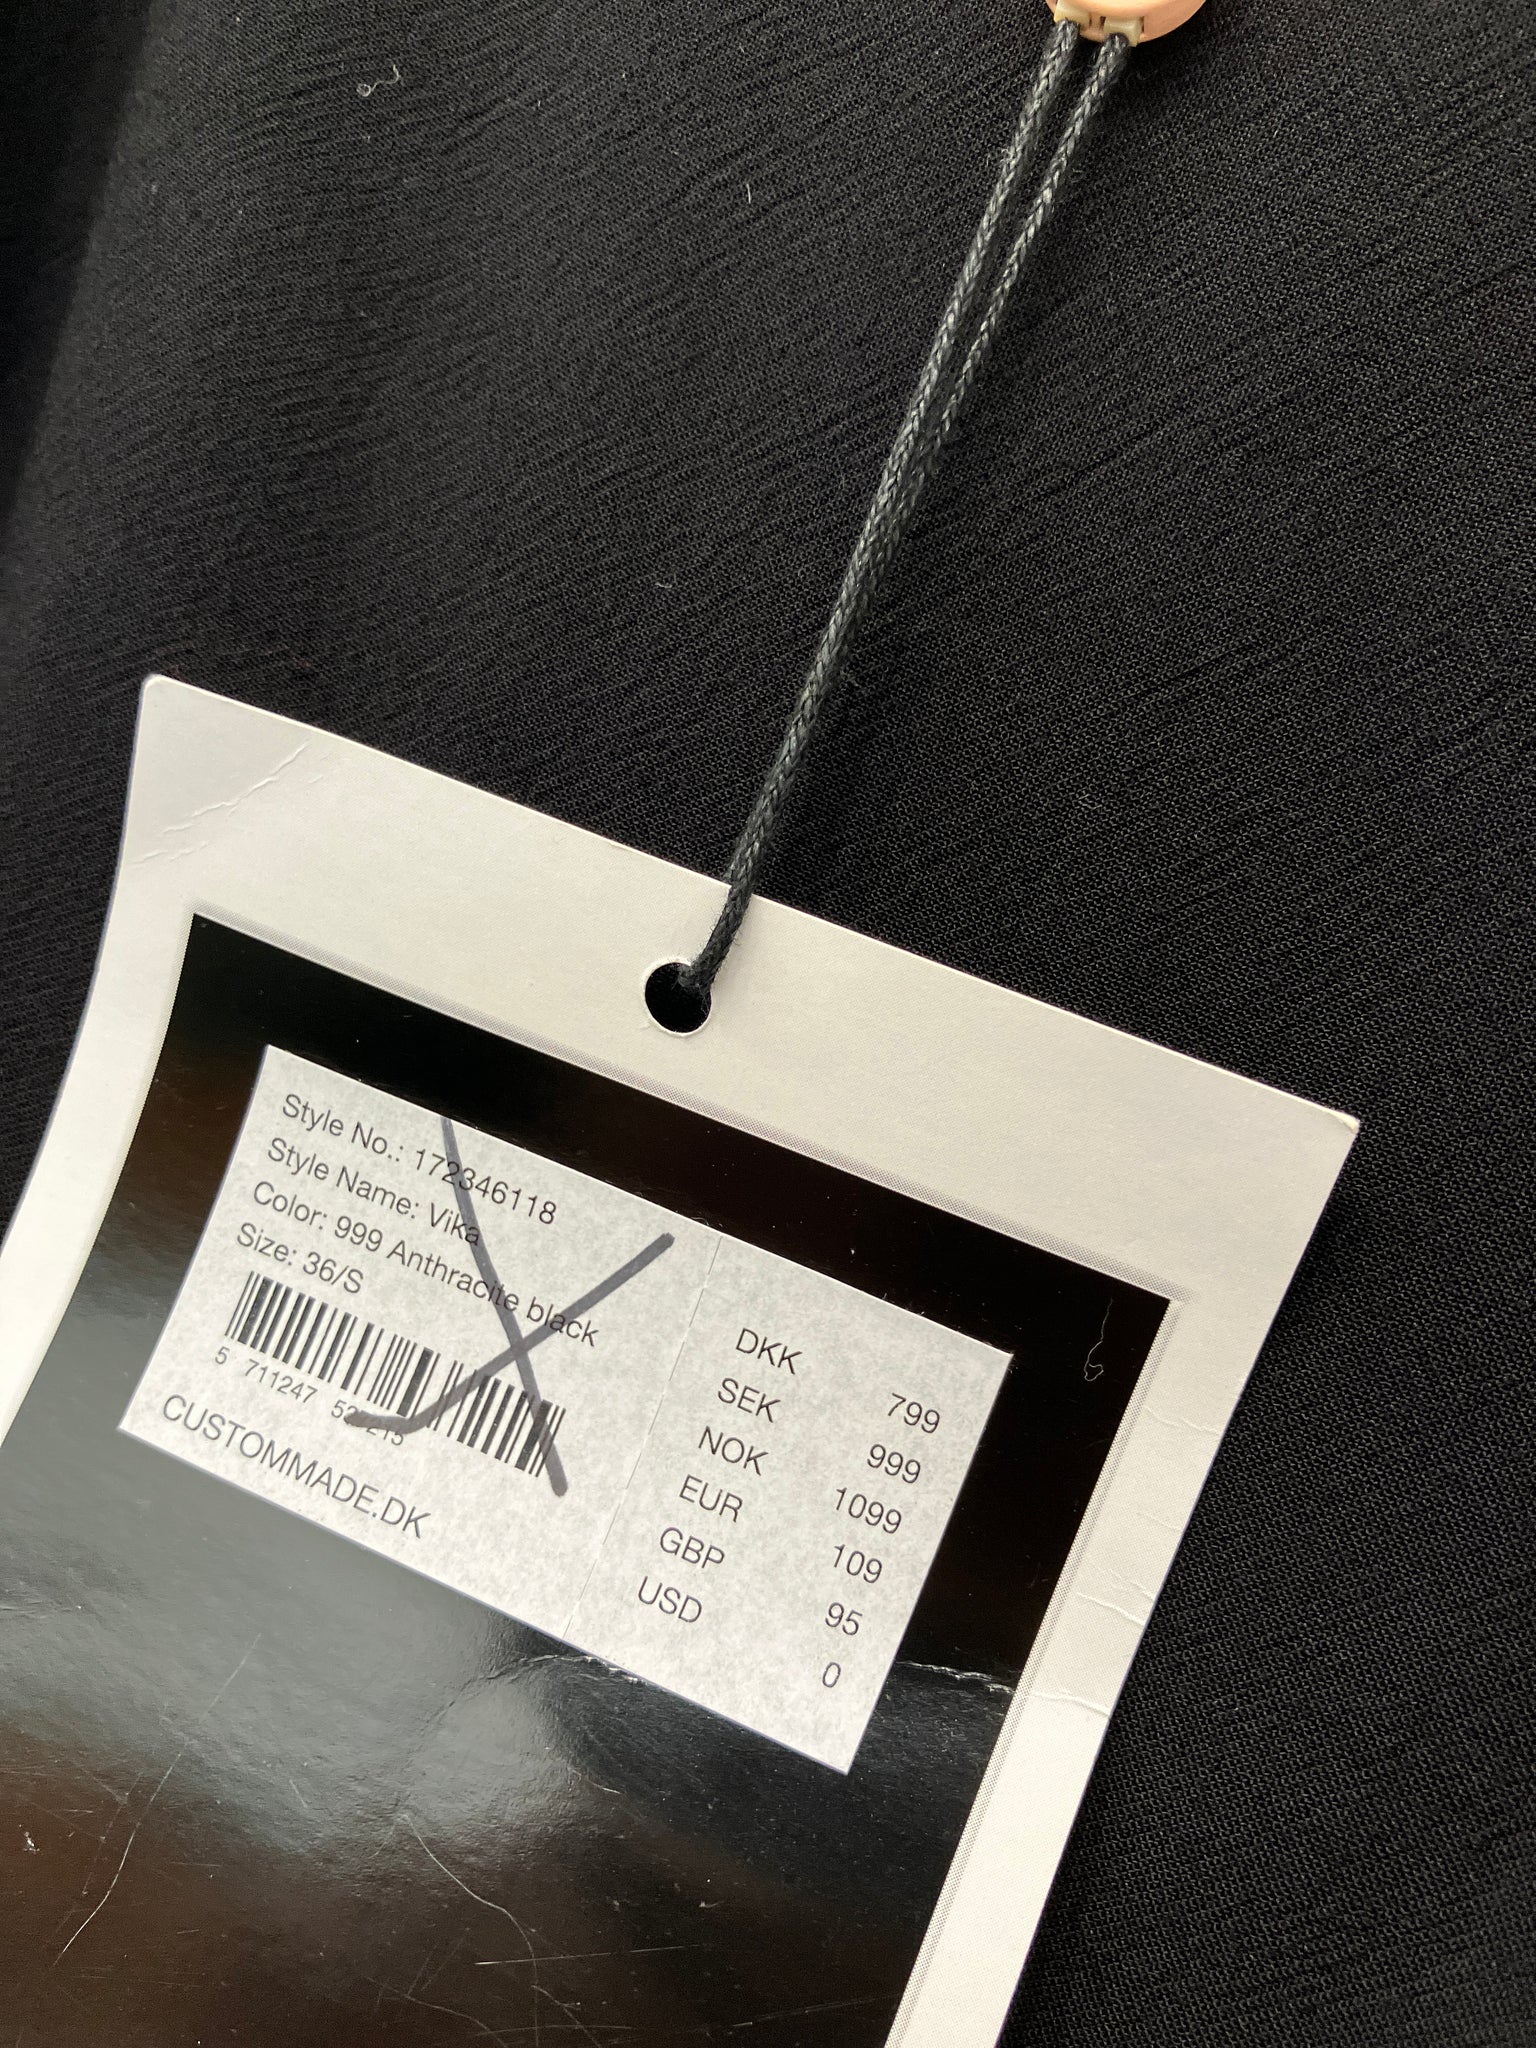 Style No.: 172346118
Style Name: Vika
Color: 999 Anthracite black
Size: 36/S
5 711247
CUSTOMMADE.DK
DKK 799
SEK 999
NOK 1099
EUR 109
GBP 95
USD 0